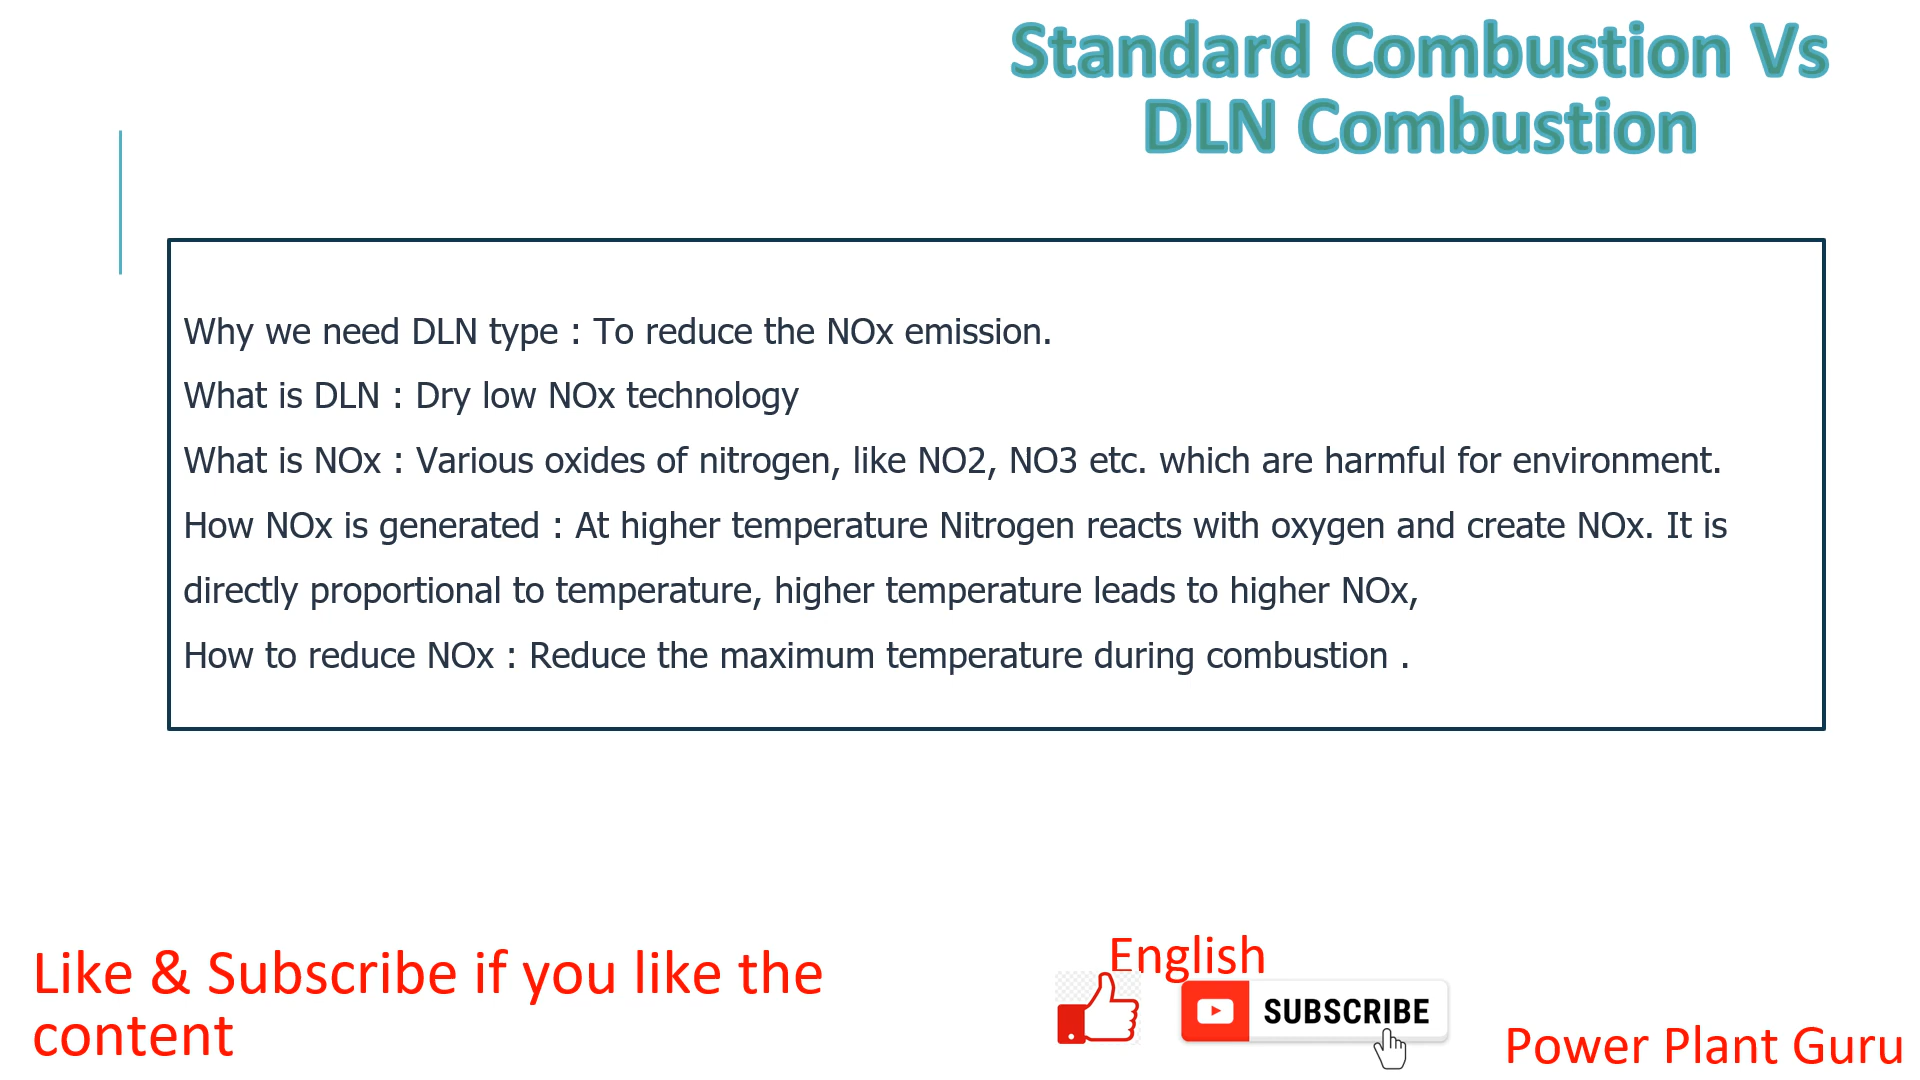 Standard Combustion Vs
DLN Combustion
Why we need DLN type : To reduce the NOx emission.
What is DLN : Dry low NOx technology
What is NOx : Various oxides of nitrogen, like NO2, NO3 etc. which are harmful for environment.
How NOx is generated : At higher temperature Nitrogen reacts with oxygen and create NOx. It is
directly proportional to temperature, higher temperature leads to higher NOx,
How to reduce NOx : Reduce the maximum temperature during combustion .
Like & Subscribe if you like the
content
English
SUBSCRIBE
Power Plant Guru